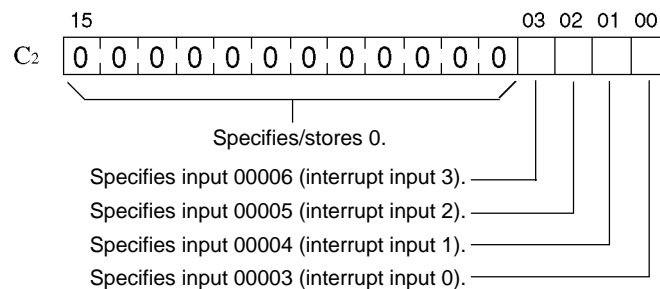 15 03 02 01 00
C2 0 0 0 0 0 0 0 0 0 0 0 0
Specifies/stores 0.
Specifies input 00006 (interrupt input 3).
Specifies input 00005 (interrupt input 2).
Specifies input 00004 (interrupt input 1).
Specifies input 00003 (interrupt input 0).